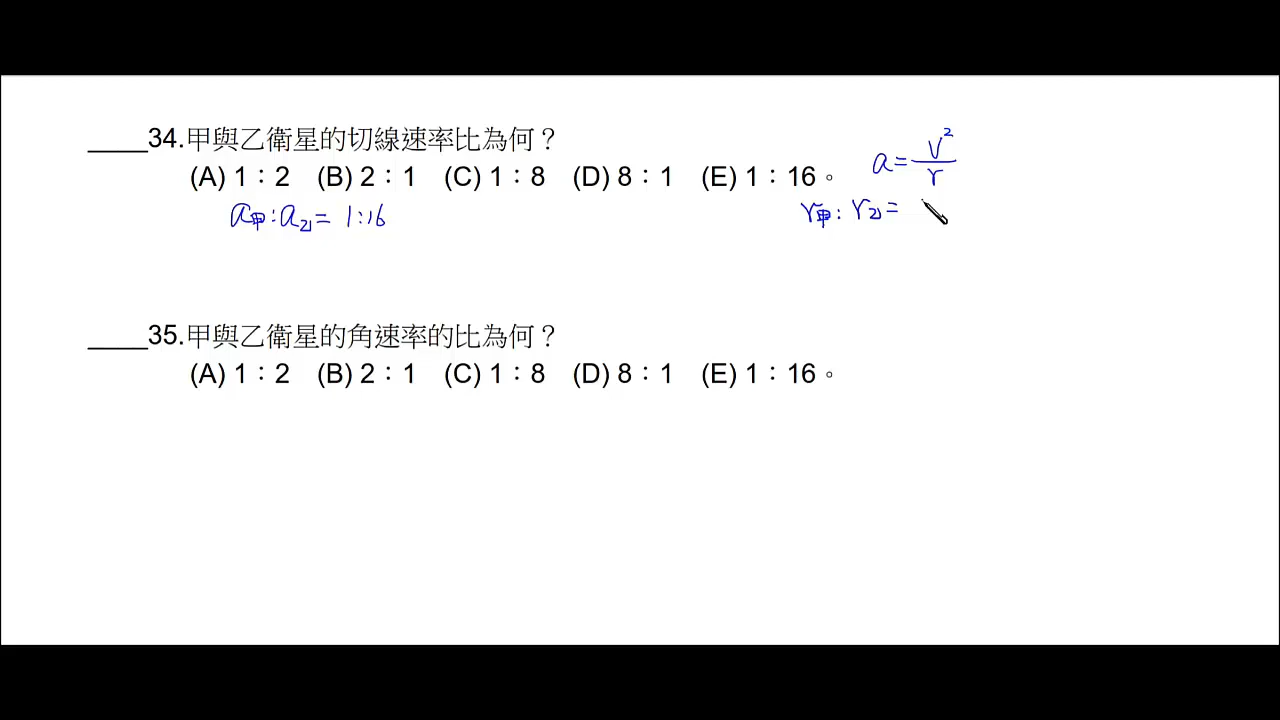 ____34.甲與乙衛星的切線速率比為何？
(A) 1：2 (B) 2：1 (C) 1：8 (D) 8：1 (E) 1：16。
a = v²/r
a甲:a乙= 1:16
r甲: r乙=
____35.甲與乙衛星的角速率的比為何？
(A) 1：2 (B) 2：1 (C) 1：8 (D) 8：1 (E) 1：16。